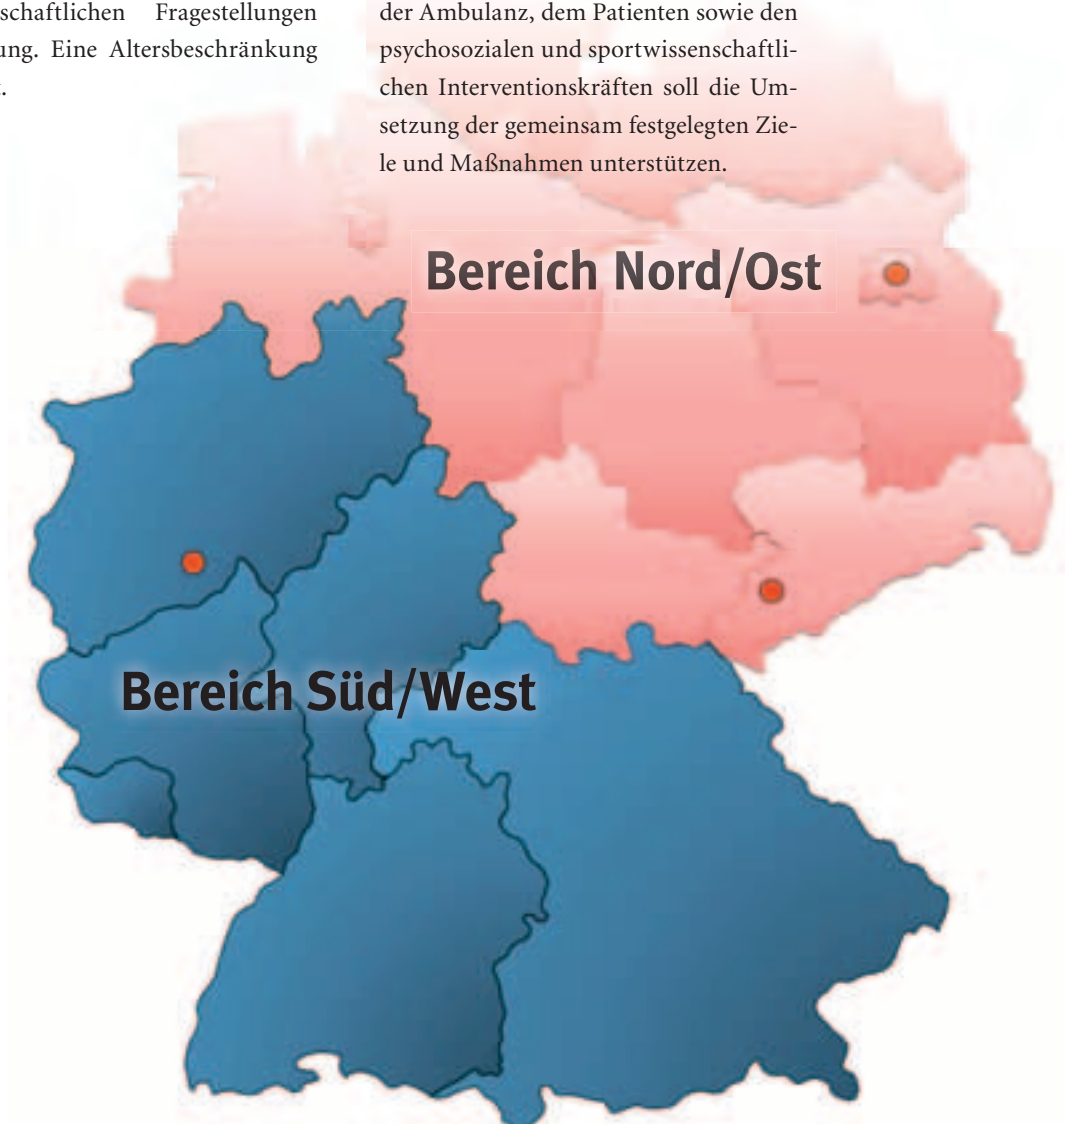 schaftlichen Fragestellungen
ung. Eine Altersbeschränkung
t.
der Ambulanz, dem Patienten sowie den
psychosozialen und sportwissenschaftli-
chen Interventionskräften soll die Um-
setzung der gemeinsam festgelegten Zie-
le und Maßnahmen unterstützen.
Bereich Nord/Ost
Bereich Süd/West